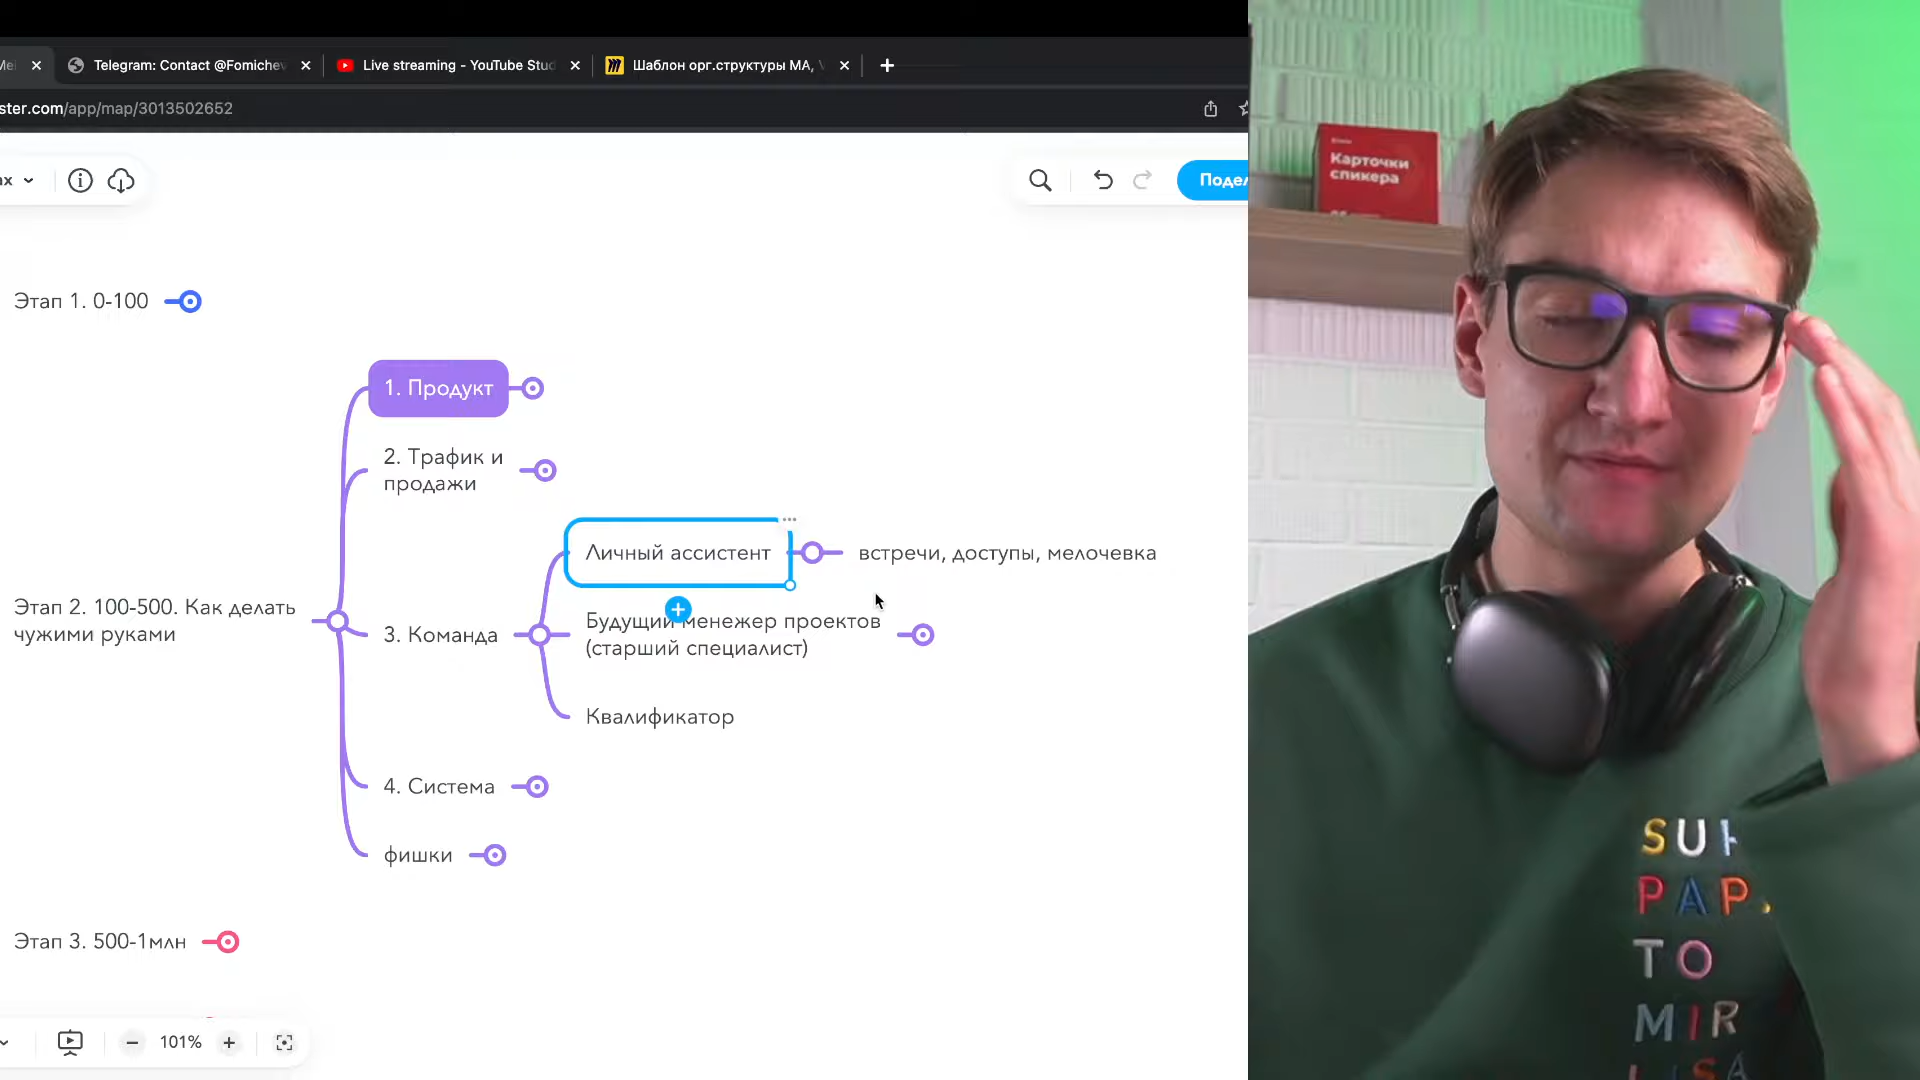 Telegram: Contact @Fomichev
Live streaming - YouTube Stud
Шаблон орг.структуры МА,
ster.com/app/map/3013502652
Подел
Этап 1. 0-100
1. Продукт
2. Трафик и
продажи
Личный ассистент
встречи, доступы, мелочевка
Этап 2. 100-500. Как делать
чужими руками
3. Команда
Будущий менежер проектов
(старший специалист)
Квалификатор
4. Система
фишки
Этап 3. 500-1млн
101%
Карточки
спикера
SU
PAP.
TO
MIR